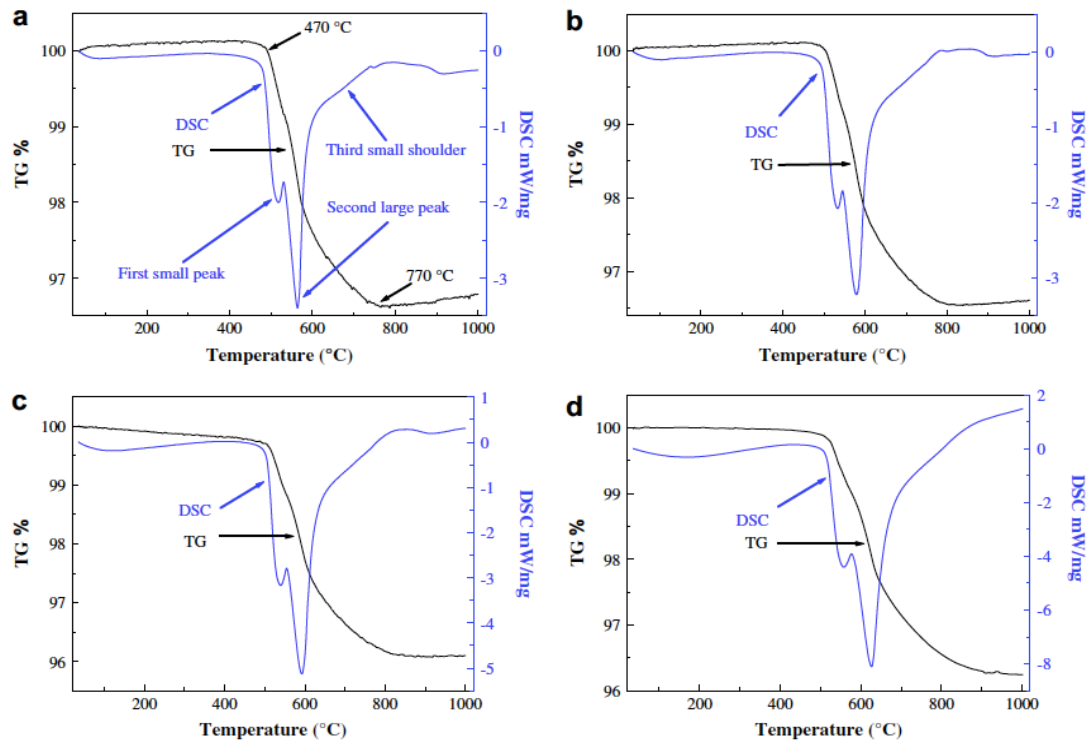 a
470 °C
100
99
98
97
TG %
DSC
TG
Third small shoulder
Second large peak
First small peak
770 °C
0
-1
-2
-3
DSC mW/mg
200 400 600 800 1000
Temperature (°C)
b
100
99
98
97
TG %
DSC
TG
0
-1
-2
-3
DSC mW/mg
200 400 600 800 1000
Temperature (°C)
c
100
99
98
97
96
TG %
DSC
TG
1
0
-1
-2
-3
-4
-5
DSC mW/mg
200 400 600 800 1000
Temperature (°C)
d
100
99
98
97
96
TG %
DSC
TG
2
0
-2
-4
-6
-8
DSC mW/mg
200 400 600 800 1000
Temperature (°C)